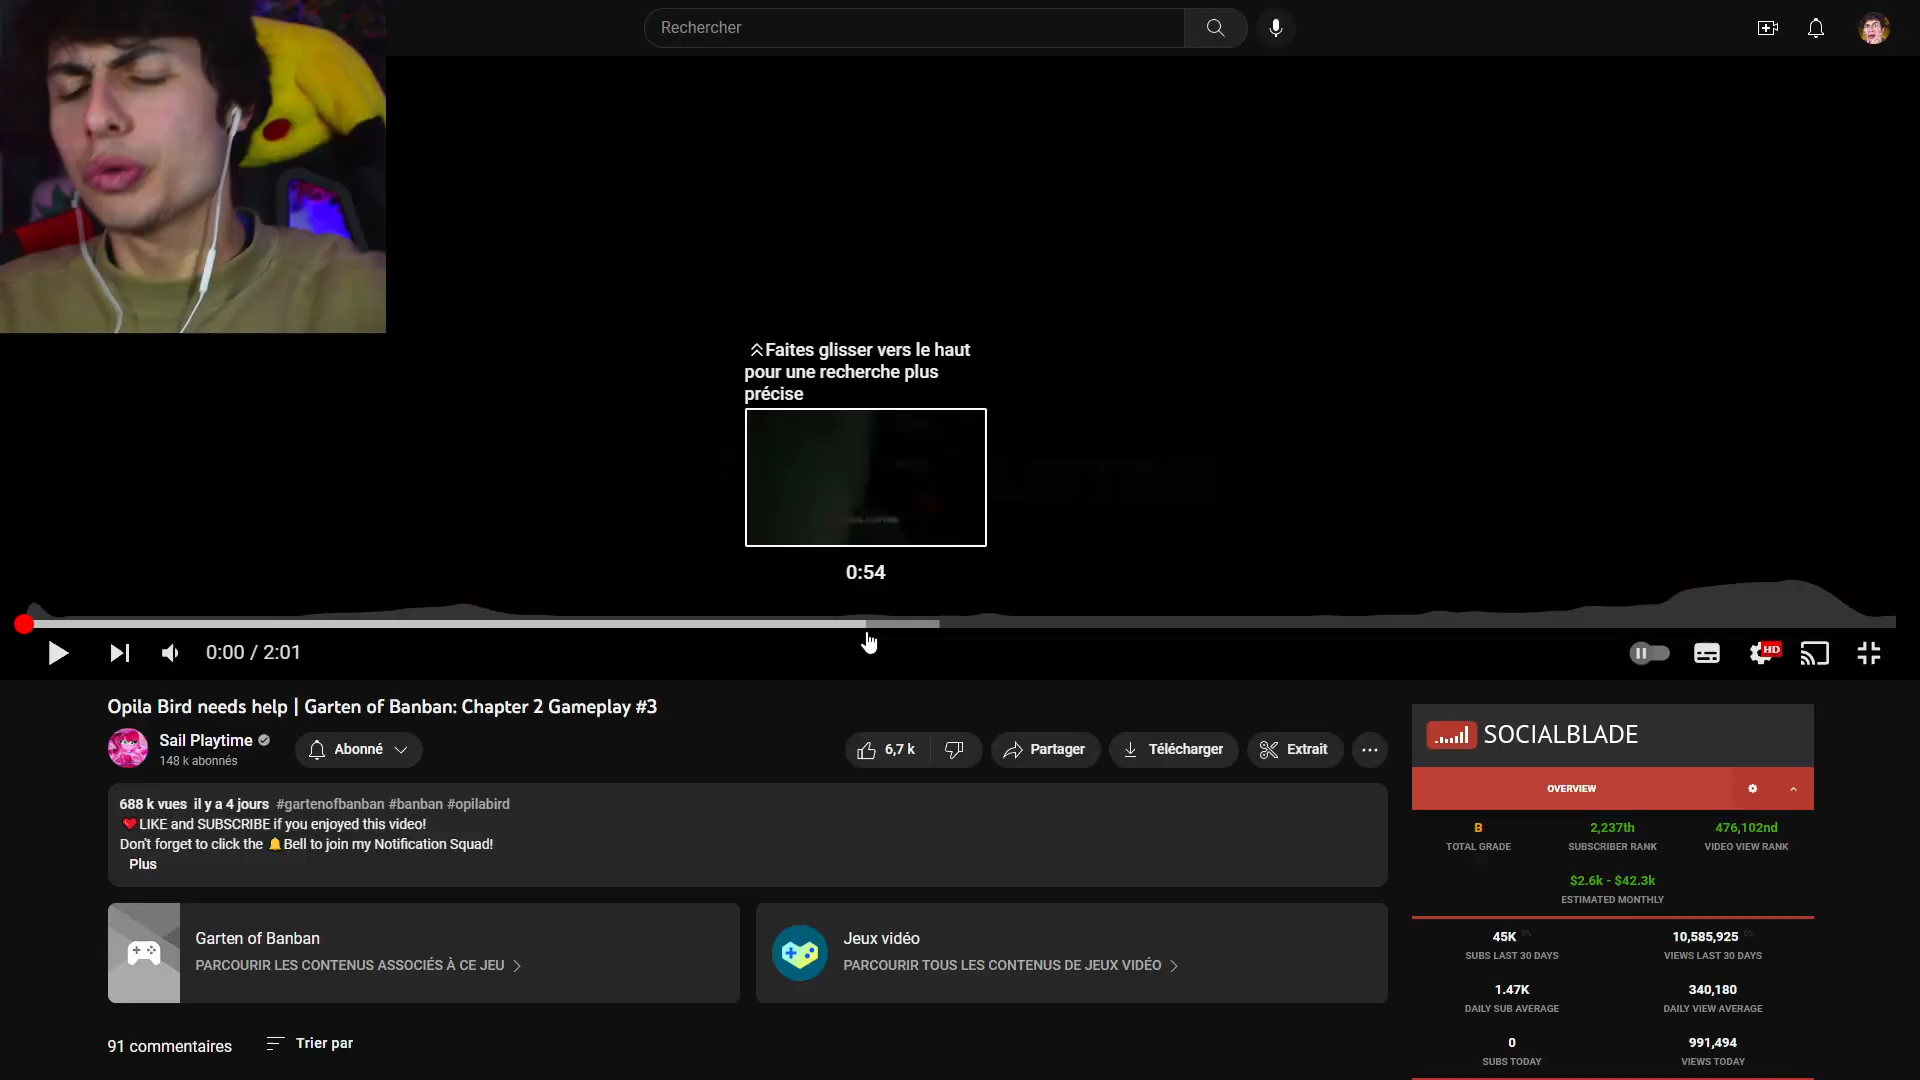 Rechercher
Faites glisser vers le haut
pour une recherche plus
précise
0:54
0:00 / 2:01
HD
Opila Bird needs help | Garten of Banban: Chapter 2 Gameplay #3
Sail Playtime
148 k abonnés
Abonné
6,7 k
Partager
Télécharger
Extrait
688 k vues il y a 4 jours #gartenofbanban #banban #opilabird
❤️LIKE and SUBSCRIBE if you enjoyed this video!
Don't forget to click the 🔔Bell to join my Notification Squad!
Plus
Garten of Banban
PARCOURIR LES CONTENUS ASSOCIÉS À CE JEU
Jeux vidéo
PARCOURIR TOUS LES CONTENUS DE JEUX VIDÉO
91 commentaires
Trier par
SOCIALBLADE
OVERVIEW
B 2,237th 476,102nd
TOTAL GRADE SUBSCRIBER RANK VIDEO VIEW RANK
$2.6k - $42.3k
ESTIMATED MONTHLY
45K 10,585,925
SUBS LAST 30 DAYS VIEWS LAST 30 DAYS
1.47K 340,180
DAILY SUB AVERAGE DAILY VIEW AVERAGE
0 991,494
SUBS TODAY VIEWS TODAY